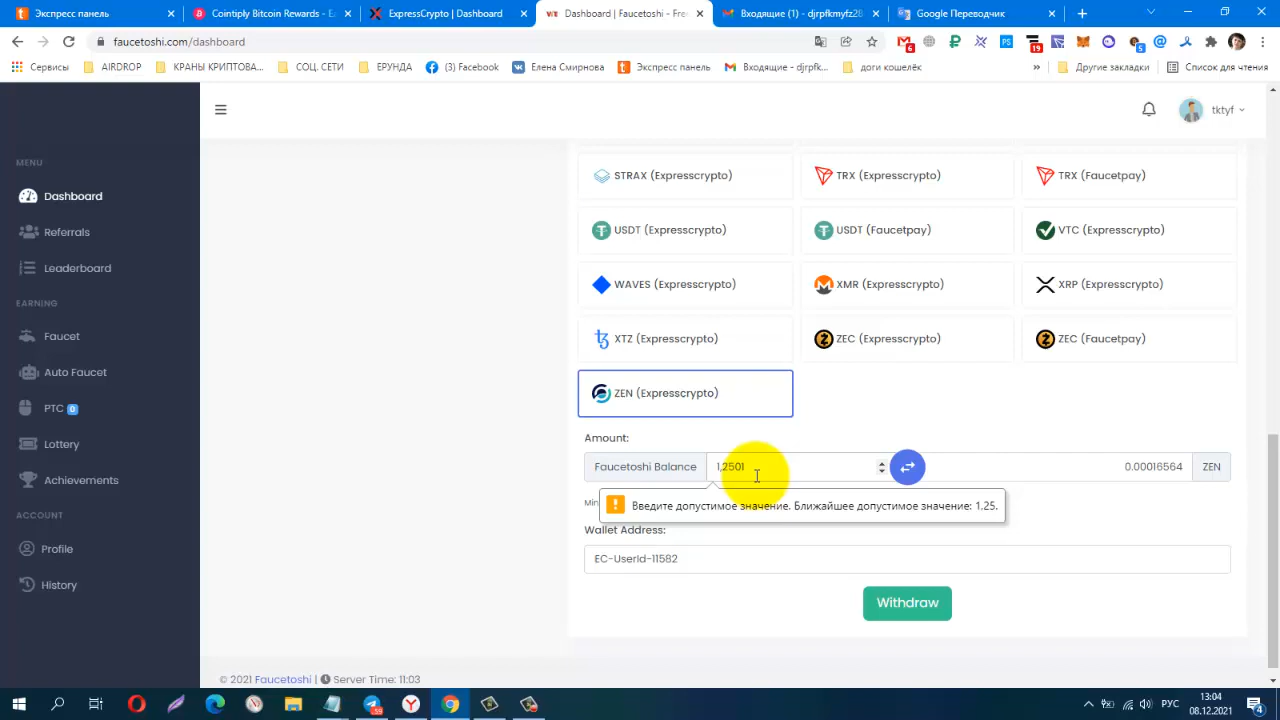 Экспресс панель
Cointiply Bitcoin Rewards - Ea
ExpressCrypto | Dashboard
Dashboard | Faucetoshi - Free
Входящие (1) - djrpfkmyfz28
Google Переводчик
faucetoshi.com/dashboard
Сервисы
AIRDROP
КРАНЫ КРИПТОВА...
СОЦ. СЕТИ
ЕРУНДА
(3) Facebook
Елена Смирнова
Экспресс панель
Входящие - djrpfk...
доги кошелёк
»
Другие закладки
Список для чтения
tktyf
MENU
Dashboard
Referrals
Leaderboard
EARNING
Faucet
Auto Faucet
PTC 0
Lottery
Achievements
ACCOUNT
Profile
History
STRAX (Expresscrypto)
TRX (Expresscrypto)
TRX (Faucetpay)
USDT (Expresscrypto)
USDT (Faucetpay)
VTC (Expresscrypto)
WAVES (Expresscrypto)
XMR (Expresscrypto)
XRP (Expresscrypto)
XTZ (Expresscrypto)
ZEC (Expresscrypto)
ZEC (Faucetpay)
ZEN (Expresscrypto)
Amount:
Faucetoshi Balance 1,2501
0.00016564 ZEN
Min
Введите допустимое значение. Ближайшее допустимое значение: 1,25.
Wallet Address:
EC-UserId-11582
Withdraw
© 2021 Faucetoshi | Server Time: 11:03
РУС
13:04
08.12.2021